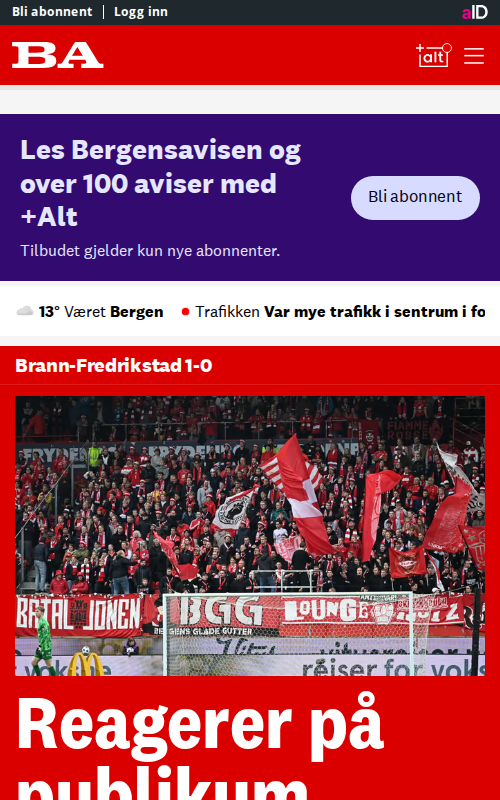 Bli abonnent | Logg inn
aID
BA
+alt
Les Bergensavisen og
over 100 aviser med
+Alt
Bli abonnent
Tilbudet gjelder kun nye abonnenter.
13° Været Bergen
Trafikken Var mye trafikk i sentrum i fo
Brann-Fredrikstad 1-0
BATALJONEN
BGG
LOUNGE
BERGENS GLADE GUTTER
reiser for voks
Reagerer på
publikum